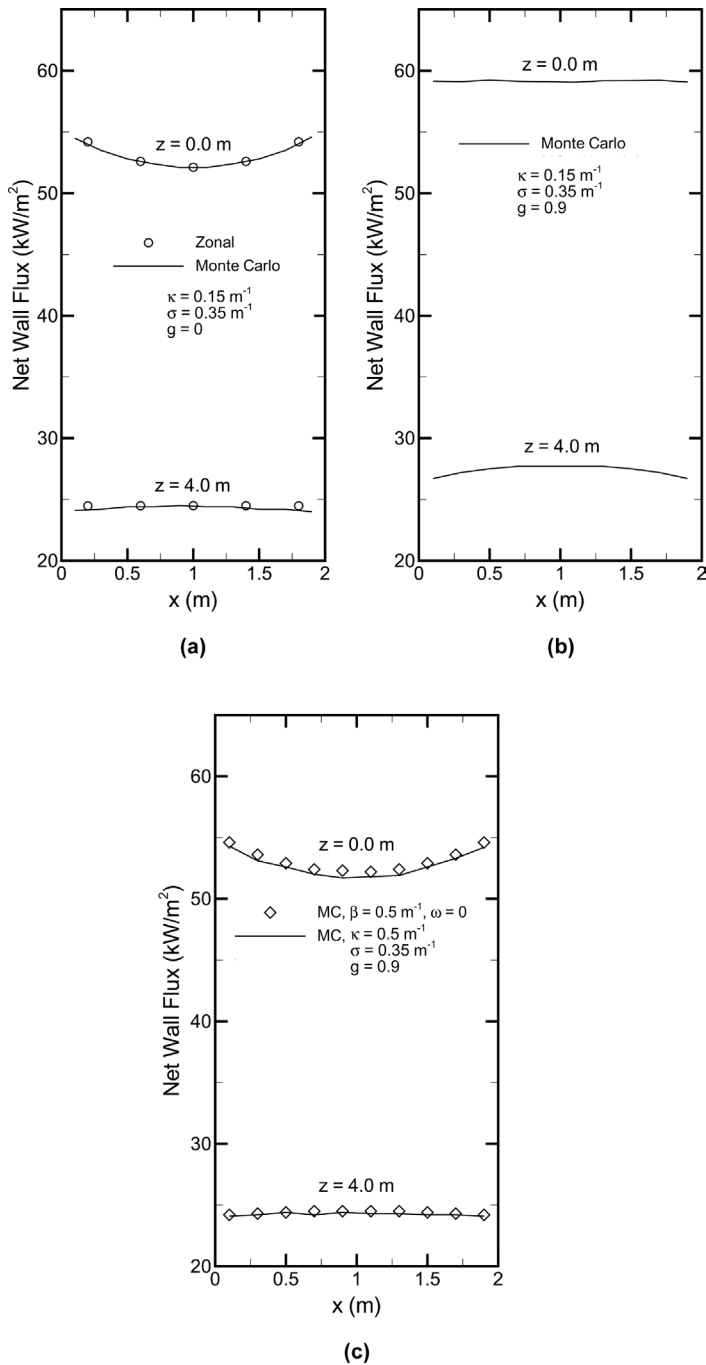 60
z = 0.0 m
50
Net Wall Flux (kW/m²)
Zonal
Monte Carlo
κ = 0.15 m⁻¹
σ = 0.35 m⁻¹
g = 0
40
30
z = 4.0 m
20
0 0.5 1 1.5 2
x (m)
(a)
60
z = 0.0 m
Monte Carlo
κ = 0.15 m⁻¹
σ = 0.35 m⁻¹
g = 0.9
50
Net Wall Flux (kW/m²)
40
30
z = 4.0 m
20
0 0.5 1 1.5 2
x (m)
(b)
60
z = 0.0 m
50
MC, β = 0.5 m⁻¹, ω = 0
MC, κ = 0.5 m⁻¹
σ = 0.35 m⁻¹
g = 0.9
Net Wall Flux (kW/m²)
40
30
z = 4.0 m
20
0 0.5 1 1.5 2
x (m)
(c)